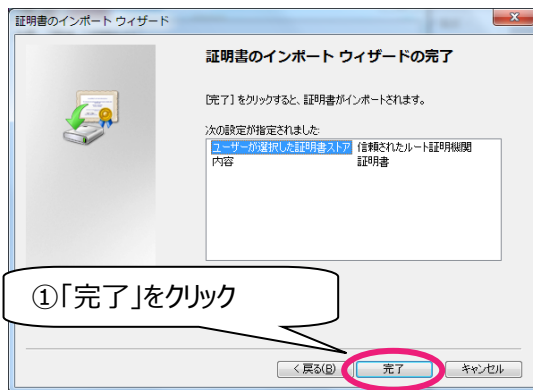 証明書のインポート ウィザード
証明書のインポート ウィザードの完了
[完了] をクリックすると、証明書がインポートされます。
次の設定が指定されました:
ユーザーが選択した証明書ストア 信頼されたルート証明機関
内容 証明書
①「完了」をクリック
< 戻る(B) 完了 キャンセル